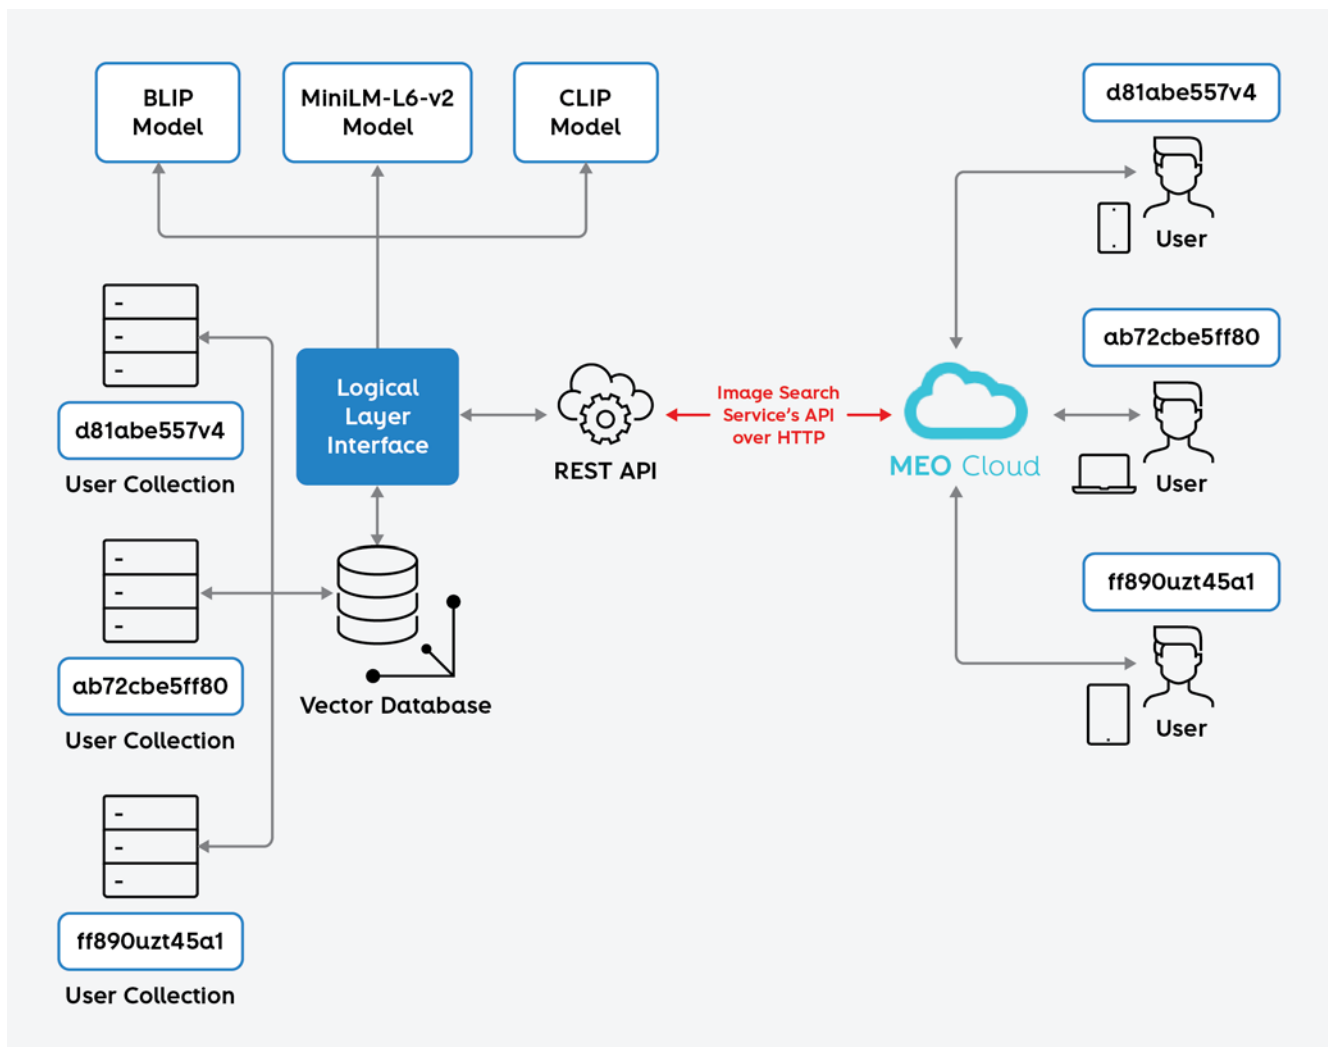 BLIP
Model
MiniLM-L6-v2
Model
CLIP
Model
d81abe557v4
User
ab72cbe5ff80
User
ff890uzt45a1
User
d81abe557v4
User Collection
ab72cbe5ff80
User Collection
ff890uzt45a1
User Collection
Logical
Layer
Interface
REST API
Image Search
Service's API
over HTTP
MEO Cloud
Vector Database